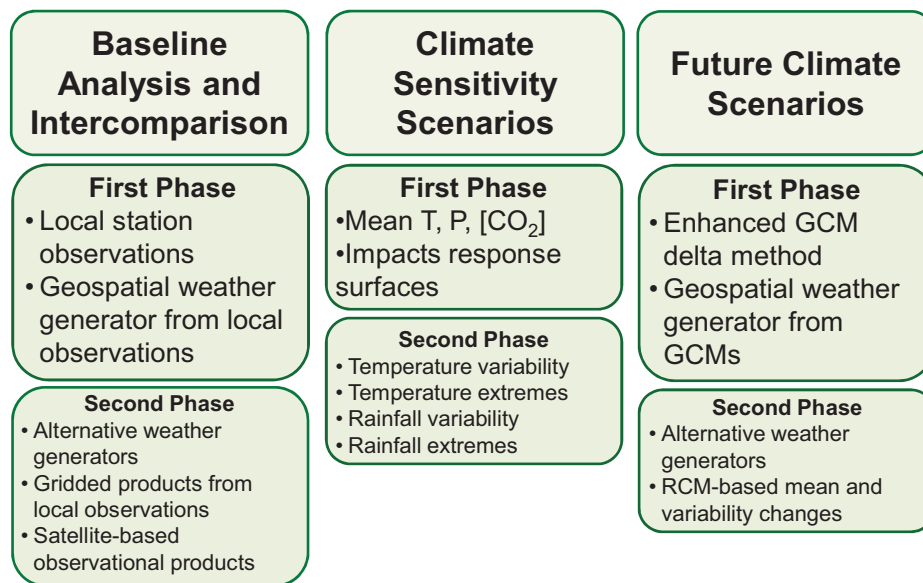 Baseline
Analysis and
Intercomparison
First Phase
• Local station
observations
• Geospatial weather
generator from local
observations
Second Phase
• Alternative weather
generators
• Gridded products from
local observations
• Satellite-based
observational products
Climate
Sensitivity
Scenarios
First Phase
•Mean T, P, [CO₂]
•Impacts response
surfaces
Second Phase
• Temperature variability
• Temperature extremes
• Rainfall variability
• Rainfall extremes
Future Climate
Scenarios
First Phase
• Enhanced GCM
delta method
• Geospatial weather
generator from
GCMs
Second Phase
• Alternative weather
generators
• RCM-based mean and
variability changes